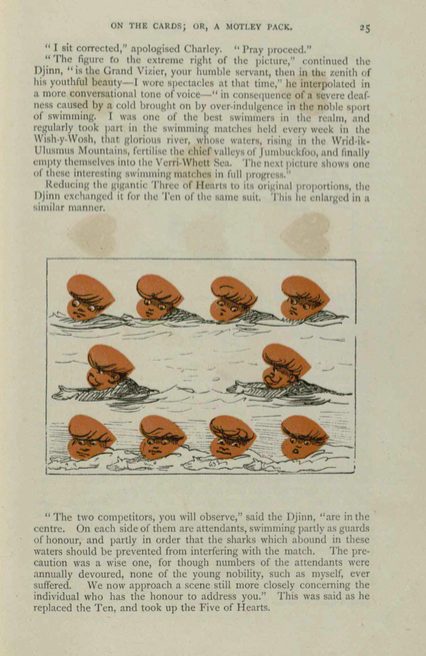 ON THE CARDS; OR, A MOTLEY PACK. 25
“I sit corrected,” apologised Charley. “Pray proceed.”
“The figure to the extreme right of the picture,” continued the
Djinn, “is the Grand Vizier, your humble servant, then in the zenith of
his youthful beauty—I wore spectacles at that time,” he interpolated in
a more conversational tone of voice—“in consequence of a severe deaf-
ness caused by a cold brought on by over-indulgence in the noble sport
of swimming. I was one of the best swimmers in the realm, and
regularly took part in the swimming matches held every week in the
Wish-y-Wosh, that glorious river, whose waters, rising in the Wrid-ik-
Ulusmus Mountains, fertilise the chief valleys of Jumbuckfoo, and finally
empty themselves into the Verri-Whett Sea. The next picture shows one
of these interesting swimming matches in full progress.”
Reducing the gigantic Three of Hearts to its original proportions, the
Djinn exchanged it for the Ten of the same suit. This he enlarged in a
similar manner.
“The two competitors, you will observe,” said the Djinn, “are in the
centre. On each side of them are attendants, swimming partly as guards
of honour, and partly in order that the sharks which abound in these
waters should be prevented from interfering with the match. The pre-
caution was a wise one, for though numbers of the attendants were
annually devoured, none of the young nobility, such as myself, ever
suffered. We now approach a scene still more closely concerning the
individual who has the honour to address you.” This was said as he
replaced the Ten, and took up the Five of Hearts.